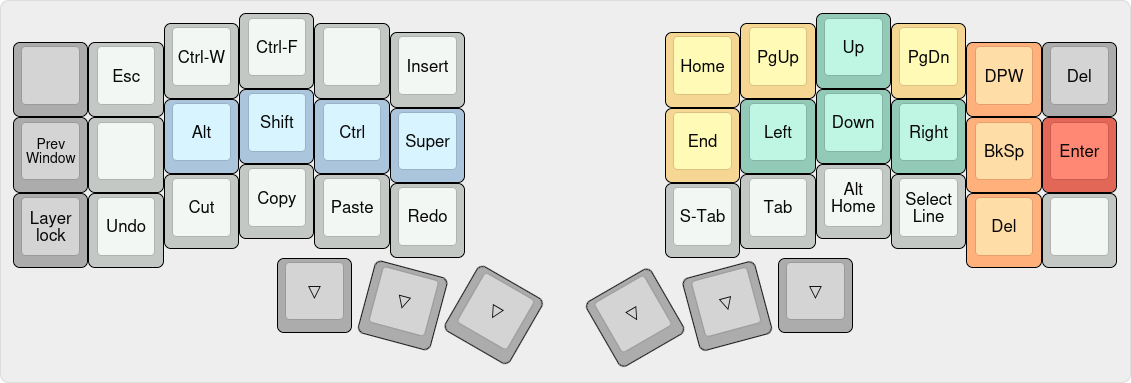 Esc
Ctrl-W
Ctrl-F
Insert
Prev
Window
Alt
Shift
Ctrl
Super
Layer
lock
Undo
Cut
Copy
Paste
Redo
Home
PgUp
Up
PgDn
DPW
Del
End
Left
Down
Right
BkSp
Enter
S-Tab
Tab
Alt
Home
Select
Line
Del
▽
▽
▽
▽
▽
▽